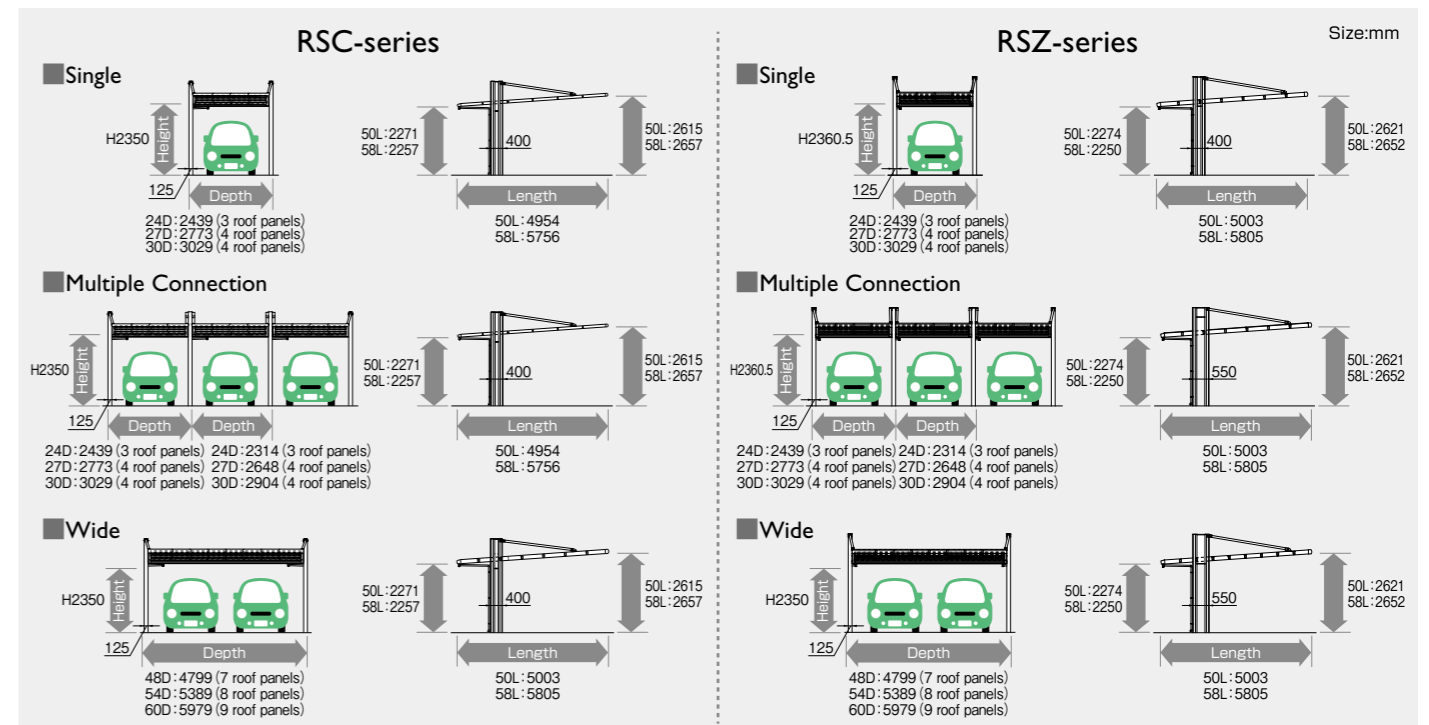 RSC-series
■Single
H2350
Height
125
Depth
24D:2439 (3 roof panels)
27D:2773 (4 roof panels)
30D:3029 (4 roof panels)
50L:2271
58L:2257
400
50L:2615
58L:2657
Length
50L:4954
58L:5756
■Multiple Connection
H2350
Height
125
Depth
Depth
24D:2439 (3 roof panels) 24D:2314 (3 roof panels)
27D:2773 (4 roof panels) 27D:2648 (4 roof panels)
30D:3029 (4 roof panels) 30D:2904 (4 roof panels)
50L:2271
58L:2257
400
50L:2615
58L:2657
Length
50L:4954
58L:5756
■Wide
H2350
Height
125
Depth
48D:4799 (7 roof panels)
54D:5389 (8 roof panels)
60D:5979 (9 roof panels)
50L:2271
58L:2257
400
50L:2615
58L:2657
Length
50L:5003
58L:5805
RSZ-series
Size:mm
■Single
H2360.5
Height
125
Depth
24D:2439 (3 roof panels)
27D:2773 (4 roof panels)
30D:3029 (4 roof panels)
50L:2274
58L:2250
400
50L:2621
58L:2652
Length
50L:5003
58L:5805
■Multiple Connection
H2360.5
Height
125
Depth
Depth
24D:2439 (3 roof panels) 24D:2314 (3 roof panels)
27D:2773 (4 roof panels) 27D:2648 (4 roof panels)
30D:3029 (4 roof panels) 30D:2904 (4 roof panels)
50L:2274
58L:2250
550
50L:2621
58L:2652
Length
50L:5003
58L:5805
■Wide
H2350
Height
125
Depth
48D:4799 (7 roof panels)
54D:5389 (8 roof panels)
60D:5979 (9 roof panels)
50L:2274
58L:2250
550
50L:2621
58L:2652
Length
50L:5003
58L:5805